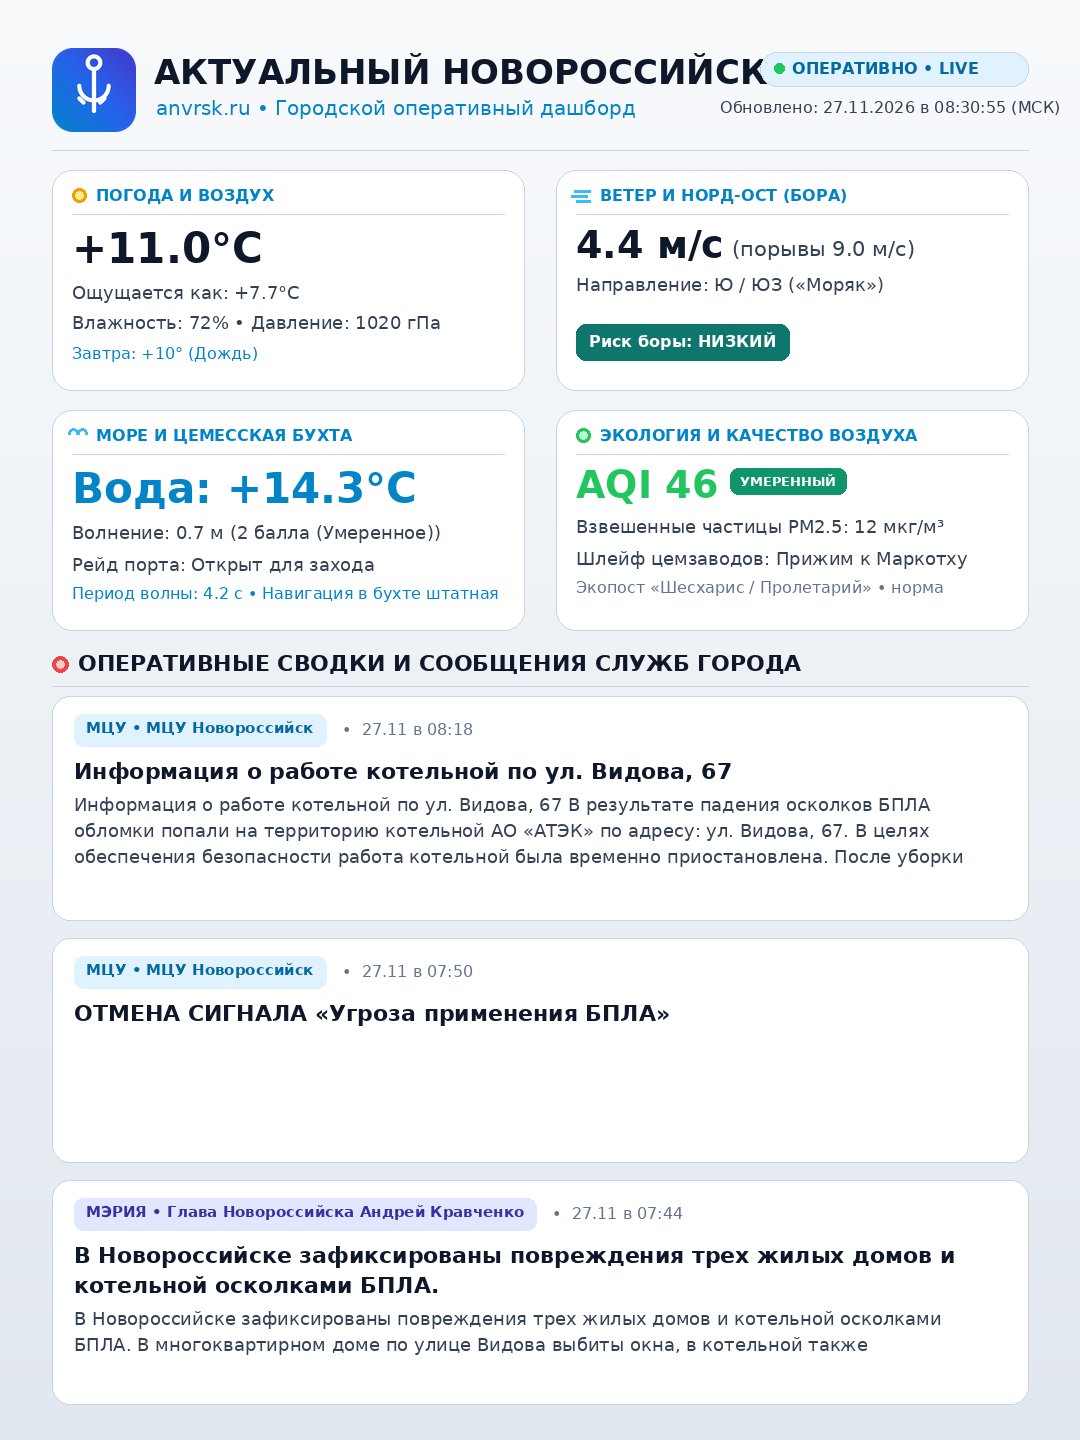 АКТУАЛЬНЫЙ НОВОРОССИЙСК
ОПЕРАТИВНО • LIVE
anvrsk.ru • Городской оперативный дашборд
Обновлено: 27.11.2026 в 08:30:55 (МСК)
ПОГОДА И ВОЗДУХ
+11.0°C
Ощущается как: +7.7°C
Влажность: 72% • Давление: 1020 гПа
Завтра: +10° (Дождь)
ВЕТЕР И НОРД-ОСТ (БОРА)
4.4 м/с (порывы 9.0 м/с)
Направление: Ю / ЮЗ («Моряк»)
Риск боры: НИЗКИЙ
МОРЕ И ЦЕМЕССКАЯ БУХТА
Вода: +14.3°C
Волнение: 0.7 м (2 балла (Умеренное))
Рейд порта: Открыт для захода
Период волны: 4.2 с • Навигация в бухте штатная
ЭКОЛОГИЯ И КАЧЕСТВО ВОЗДУХА
AQI 46 УМЕРЕННЫЙ
Взвешенные частицы PM2.5: 12 мкг/м³
Шлейф цемзаводов: Прижим к Маркотху
Экопост «Шесхарис / Пролетарий» • норма
ОПЕРАТИВНЫЕ СВОДКИ И СООБЩЕНИЯ СЛУЖБ ГОРОДА
МЦУ • МЦУ Новороссийск • 27.11 в 08:18
Информация о работе котельной по ул. Видова, 67
Информация о работе котельной по ул. Видова, 67 В результате падения осколков БПЛА
обломки попали на территорию котельной АО «АТЭК» по адресу: ул. Видова, 67. В целях
обеспечения безопасности работа котельной была временно приостановлена. После уборки
МЦУ • МЦУ Новороссийск • 27.11 в 07:50
ОТМЕНА СИГНАЛА «Угроза применения БПЛА»
МЭРИЯ • Глава Новороссийска Андрей Кравченко • 27.11 в 07:44
В Новороссийске зафиксированы повреждения трех жилых домов и
котельной осколками БПЛА.
В Новороссийске зафиксированы повреждения трех жилых домов и котельной осколками
БПЛА. В многоквартирном доме по улице Видова выбиты окна, в котельной также